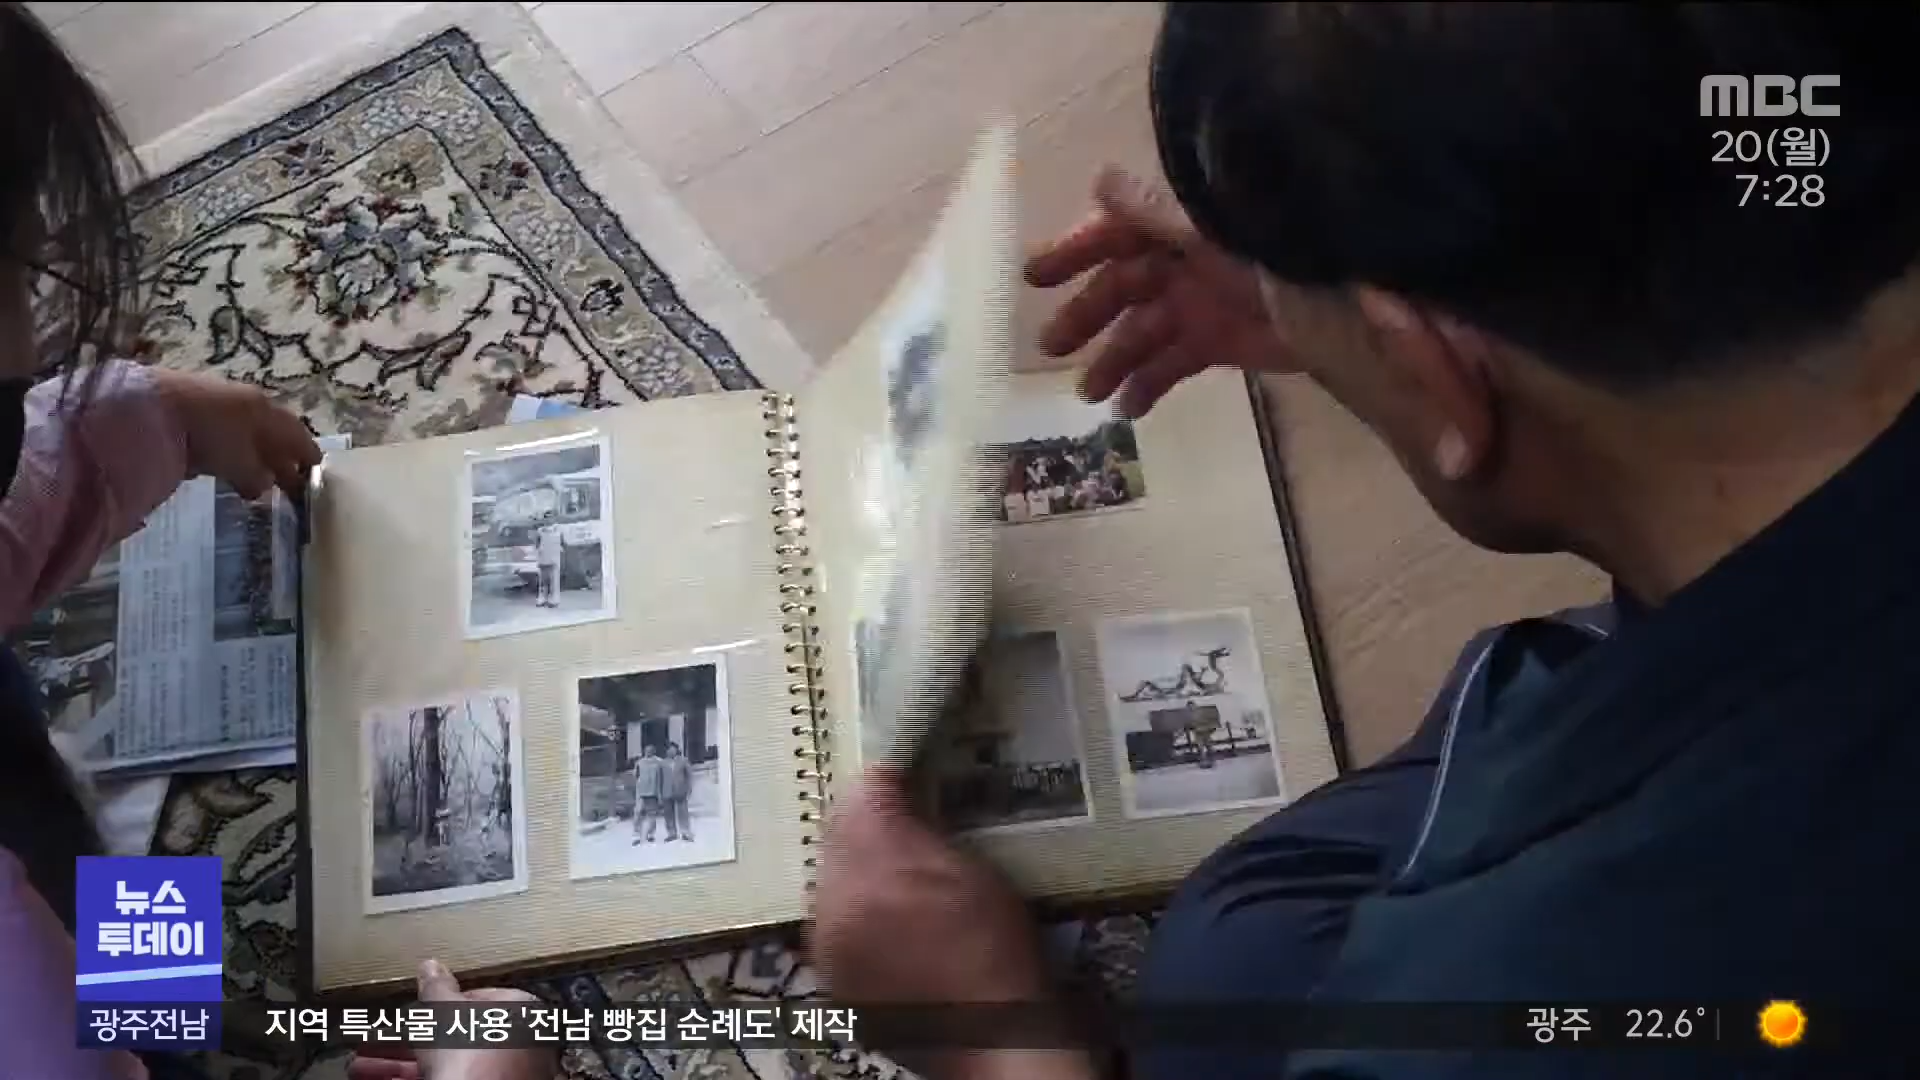 MBC
20(월)
7:28
뉴스
투데이
광주전남
지역 특산물 사용 '전남 빵집 순례도' 제작
광주 22.6°